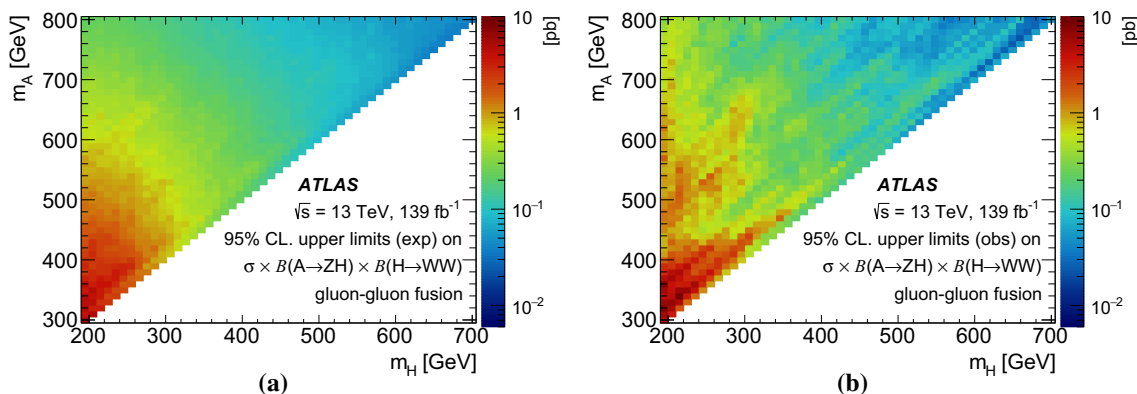 m_A [GeV]
800
700
600
500
400
300
200 300 400 500 600 700
m_H [GeV]
ATLAS
√s = 13 TeV, 139 fb⁻¹
95% CL. upper limits (exp) on
σ × B(A→ZH) × B(H→WW)
gluon-gluon fusion
10
1
10⁻¹
10⁻²
[pb]
(a)
m_A [GeV]
800
700
600
500
400
300
200 300 400 500 600 700
m_H [GeV]
ATLAS
√s = 13 TeV, 139 fb⁻¹
95% CL. upper limits (obs) on
σ × B(A→ZH) × B(H→WW)
gluon-gluon fusion
10
1
10⁻¹
10⁻²
[pb]
(b)